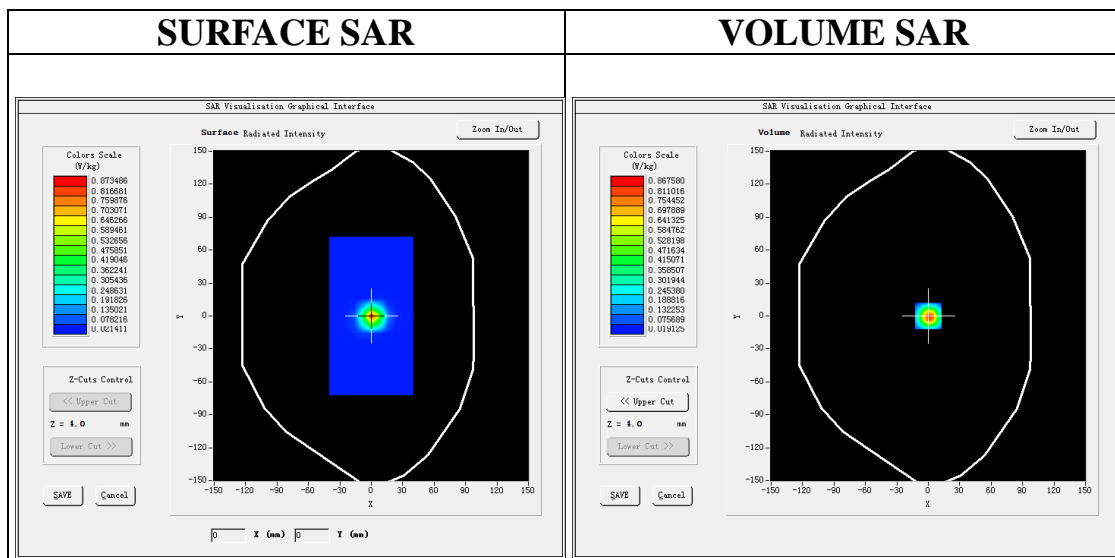 SURFACE SAR
VOLUME SAR
SAR Visualisation Graphical Interface
Surface Radiated Intensity
Zoom In/Out
Colors Scale
(W/kg)
0.873486
0.816681
0.759876
0.703071
0.646266
0.589461
0.532656
0.475851
0.419046
0.362241
0.305436
0.248631
0.191826
0.135021
0.078216
0.021411
150
120
90
60
30
0
-30
-60
-90
-120
-150
Y
-150 -120 -90 -60 -30 0 30 60 90 120 150
X
Z-Cuts Control
<< Upper Cut
Z = 4.0 mm
Lower Cut >>
SAVE Cancel
0 X (mm) 0 Y (mm)
SAR Visualisation Graphical Interface
Volume Radiated Intensity
Zoom In/Out
Colors Scale
(W/kg)
0.867580
0.811016
0.754452
0.697889
0.641325
0.584762
0.528198
0.471634
0.415071
0.358507
0.301944
0.245380
0.188816
0.132253
0.075689
0.019125
150
120
90
60
30
0
-30
-60
-90
-120
-150
Y
-150 -120 -90 -60 -30 0 30 60 90 120 150
X
Z-Cuts Control
<< Upper Cut
Z = 4.0 mm
Lower Cut >>
SAVE Cancel